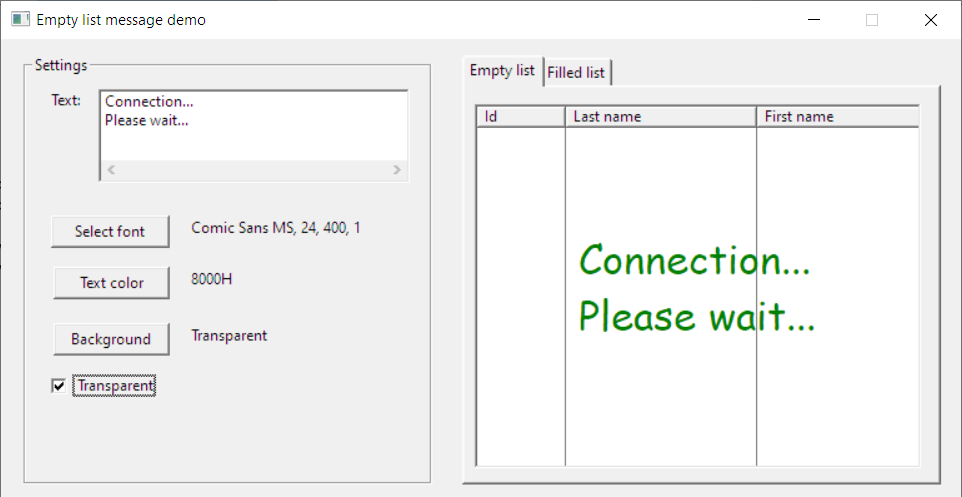 Empty list message demo
Settings
Text:
Connection...
Please wait...
Select font
Comic Sans MS, 24, 400, 1
Text color
8000H
Background
Transparent
Transparent
Empty list
Filled list
Id
Last name
First name
Connection...
Please wait...